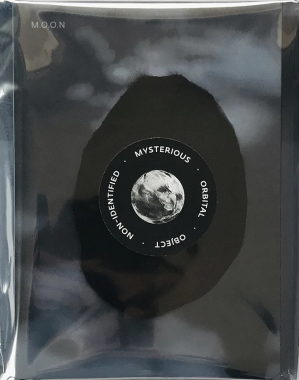 M.O.O.N
MYSTERIOUS · ORBITAL · OBJECT · NON-IDENTIFIED ·